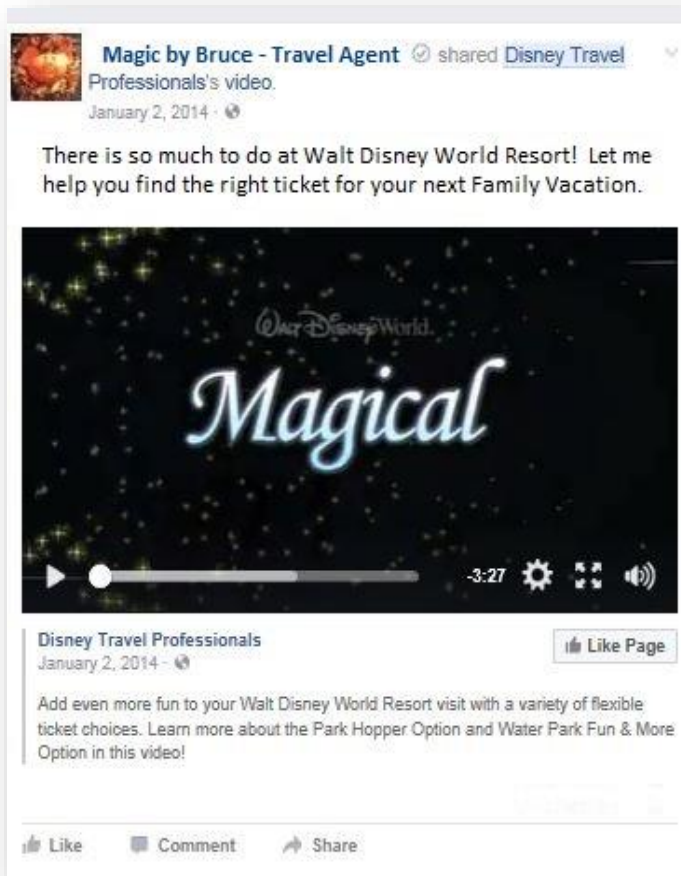 Magic by Bruce - Travel Agent shared Disney Travel
Professionals's video.
January 2, 2014 ·
There is so much to do at Walt Disney World Resort! Let me
help you find the right ticket for your next Family Vacation.
Walt Disney World.
Magical
-3:27
Disney Travel Professionals
Like Page
January 2, 2014 ·
Add even more fun to your Walt Disney World Resort visit with a variety of flexible
ticket choices. Learn more about the Park Hopper Option and Water Park Fun & More
Option in this video!
Like Comment Share